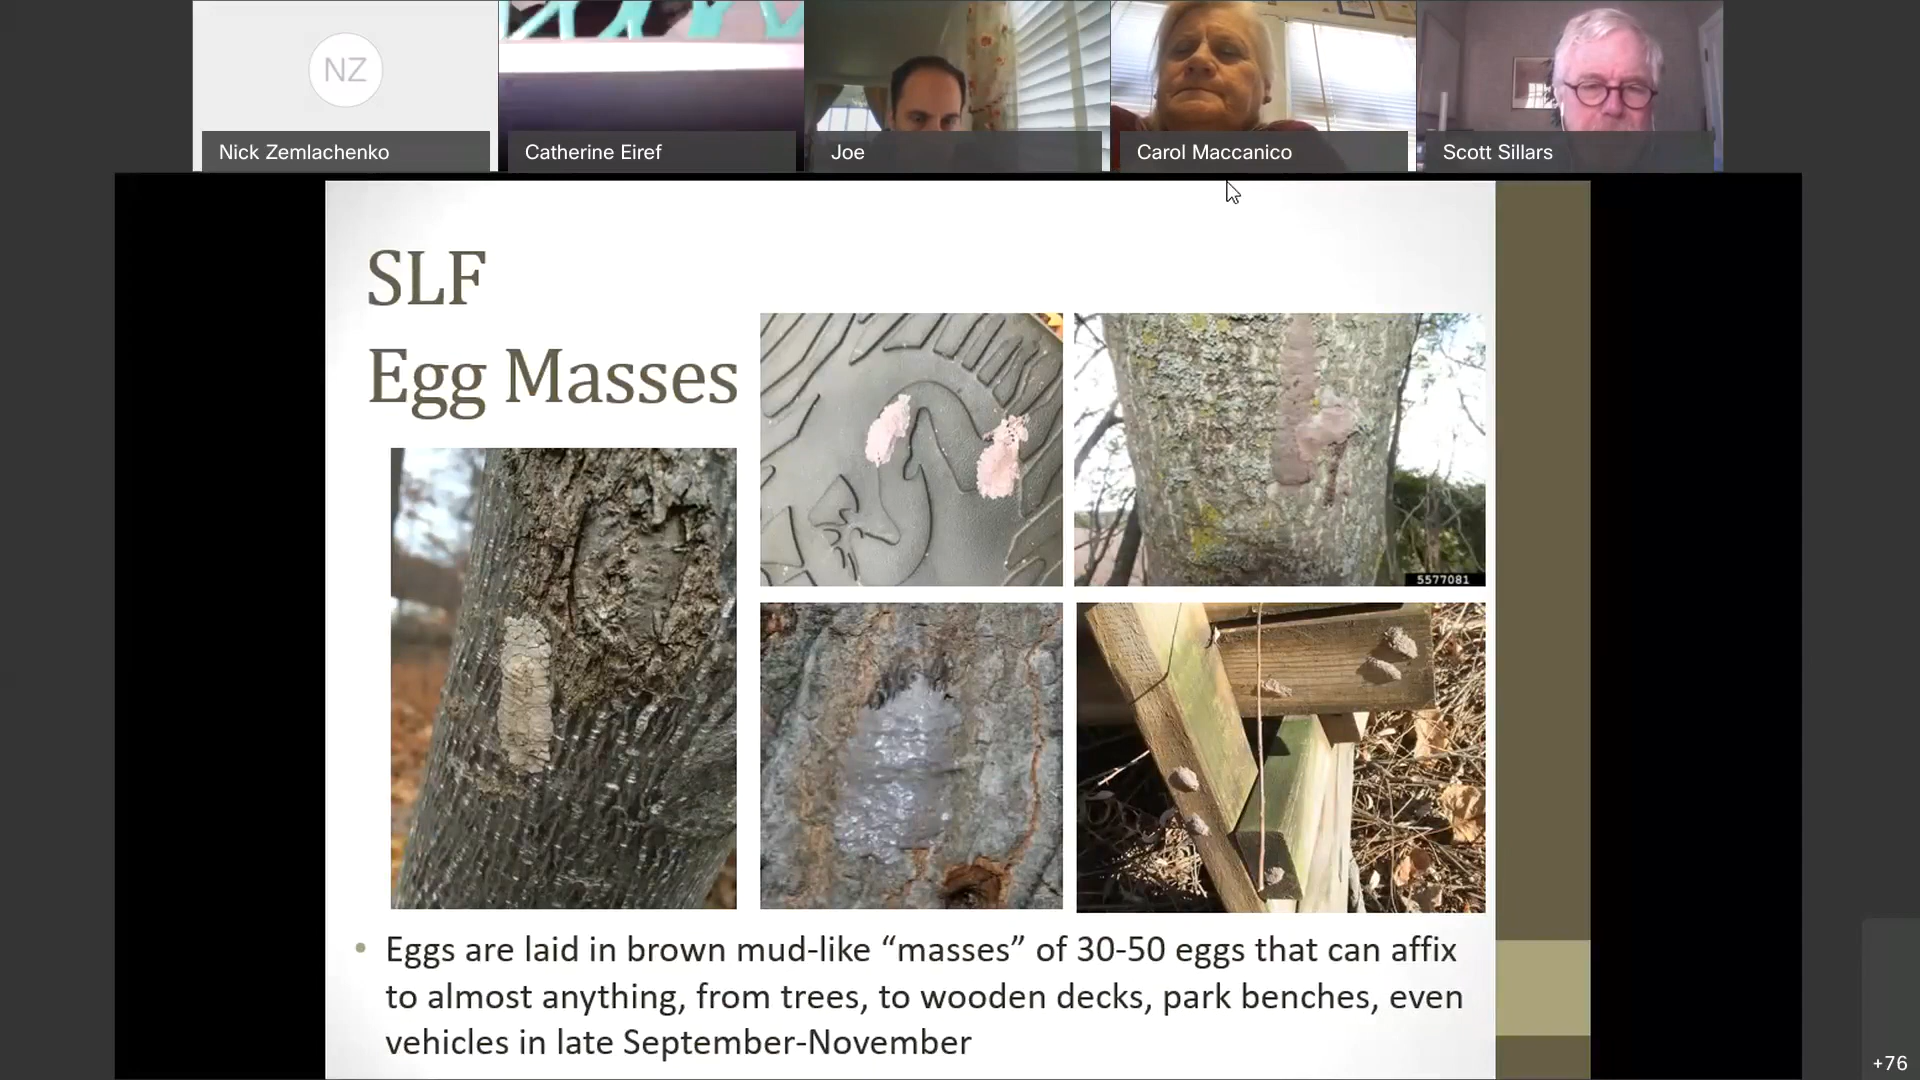 NZ
Nick Zemlachenko
Catherine Eiref
Joe
Carol Maccanico
Scott Sillars
SLF
Egg Masses
5577081
• Eggs are laid in brown mud-like “masses” of 30-50 eggs that can affix
to almost anything, from trees, to wooden decks, park benches, even
vehicles in late September-November
+76